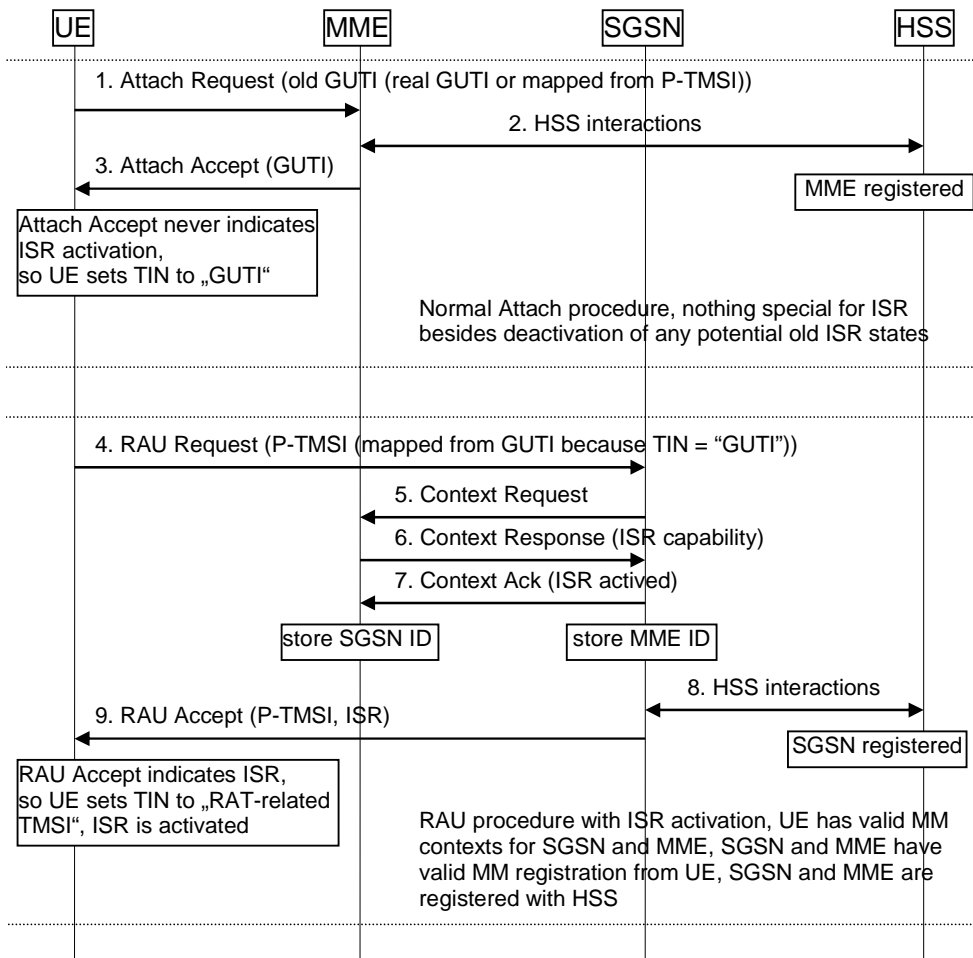 UE
MME
SGSN
HSS
1. Attach Request (old GUTI (real GUTI or mapped from P-TMSI))
2. HSS interactions
3. Attach Accept (GUTI)
MME registered
Attach Accept never indicates
ISR activation,
so UE sets TIN to „GUTI“
Normal Attach procedure, nothing special for ISR
besides deactivation of any potential old ISR states
4. RAU Request (P-TMSI (mapped from GUTI because TIN = “GUTI”))
5. Context Request
6. Context Response (ISR capability)
7. Context Ack (ISR actived)
store SGSN ID
store MME ID
8. HSS interactions
9. RAU Accept (P-TMSI, ISR)
SGSN registered
RAU Accept indicates ISR,
so UE sets TIN to „RAT-related
TMSI“, ISR is activated
RAU procedure with ISR activation, UE has valid MM
contexts for SGSN and MME, SGSN and MME have
valid MM registration from UE, SGSN and MME are
registered with HSS